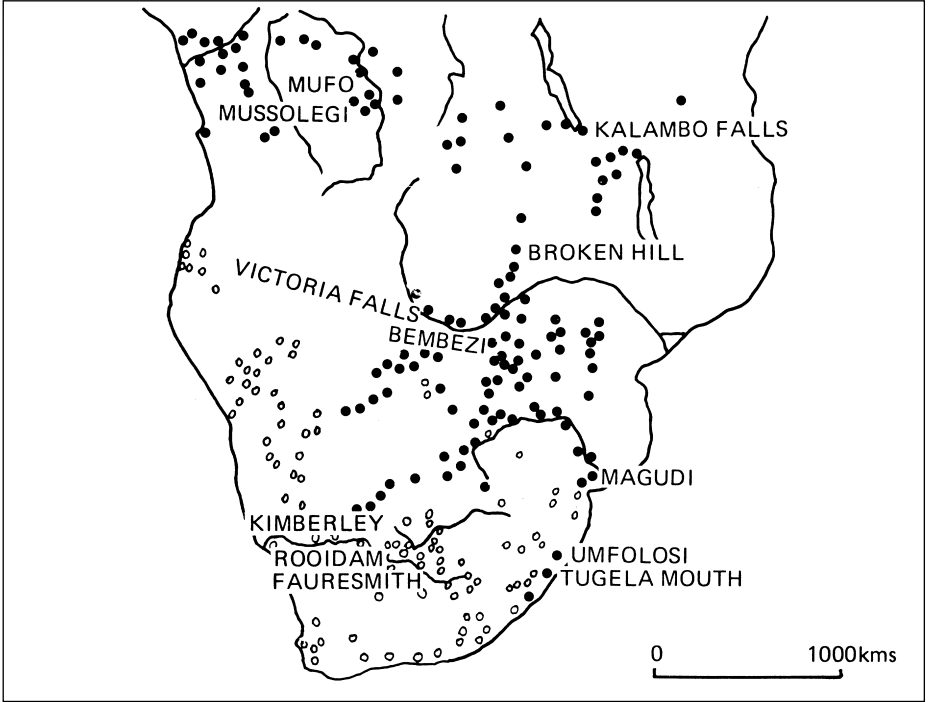 MUFO
MUSSOLEGI
KALAMBO FALLS
BROKEN HILL
VICTORIA FALLS
BEMBEZI
MAGUDI
KIMBERLEY
ROOIDAM
FAURESMITH
UMFOLOSI
TUGELA MOUTH
0 1000kms